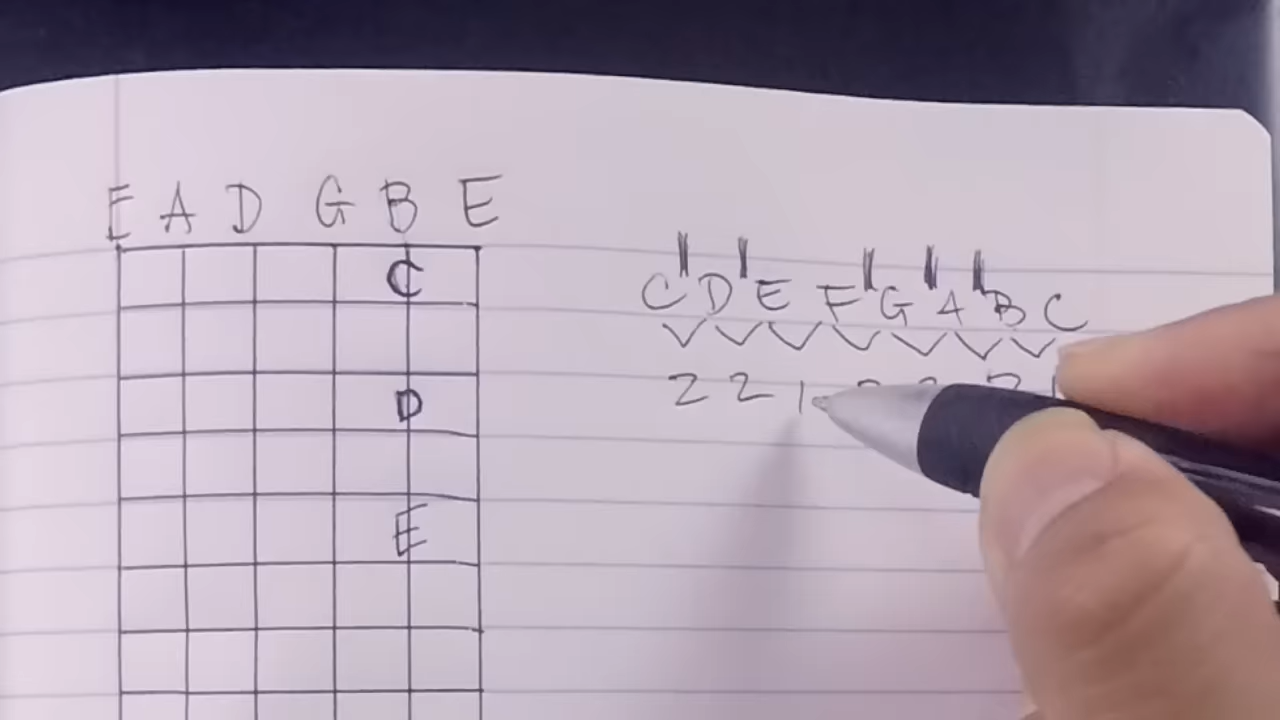 E A D G B E
C
D
E
C D E F G A B C
2 2 1